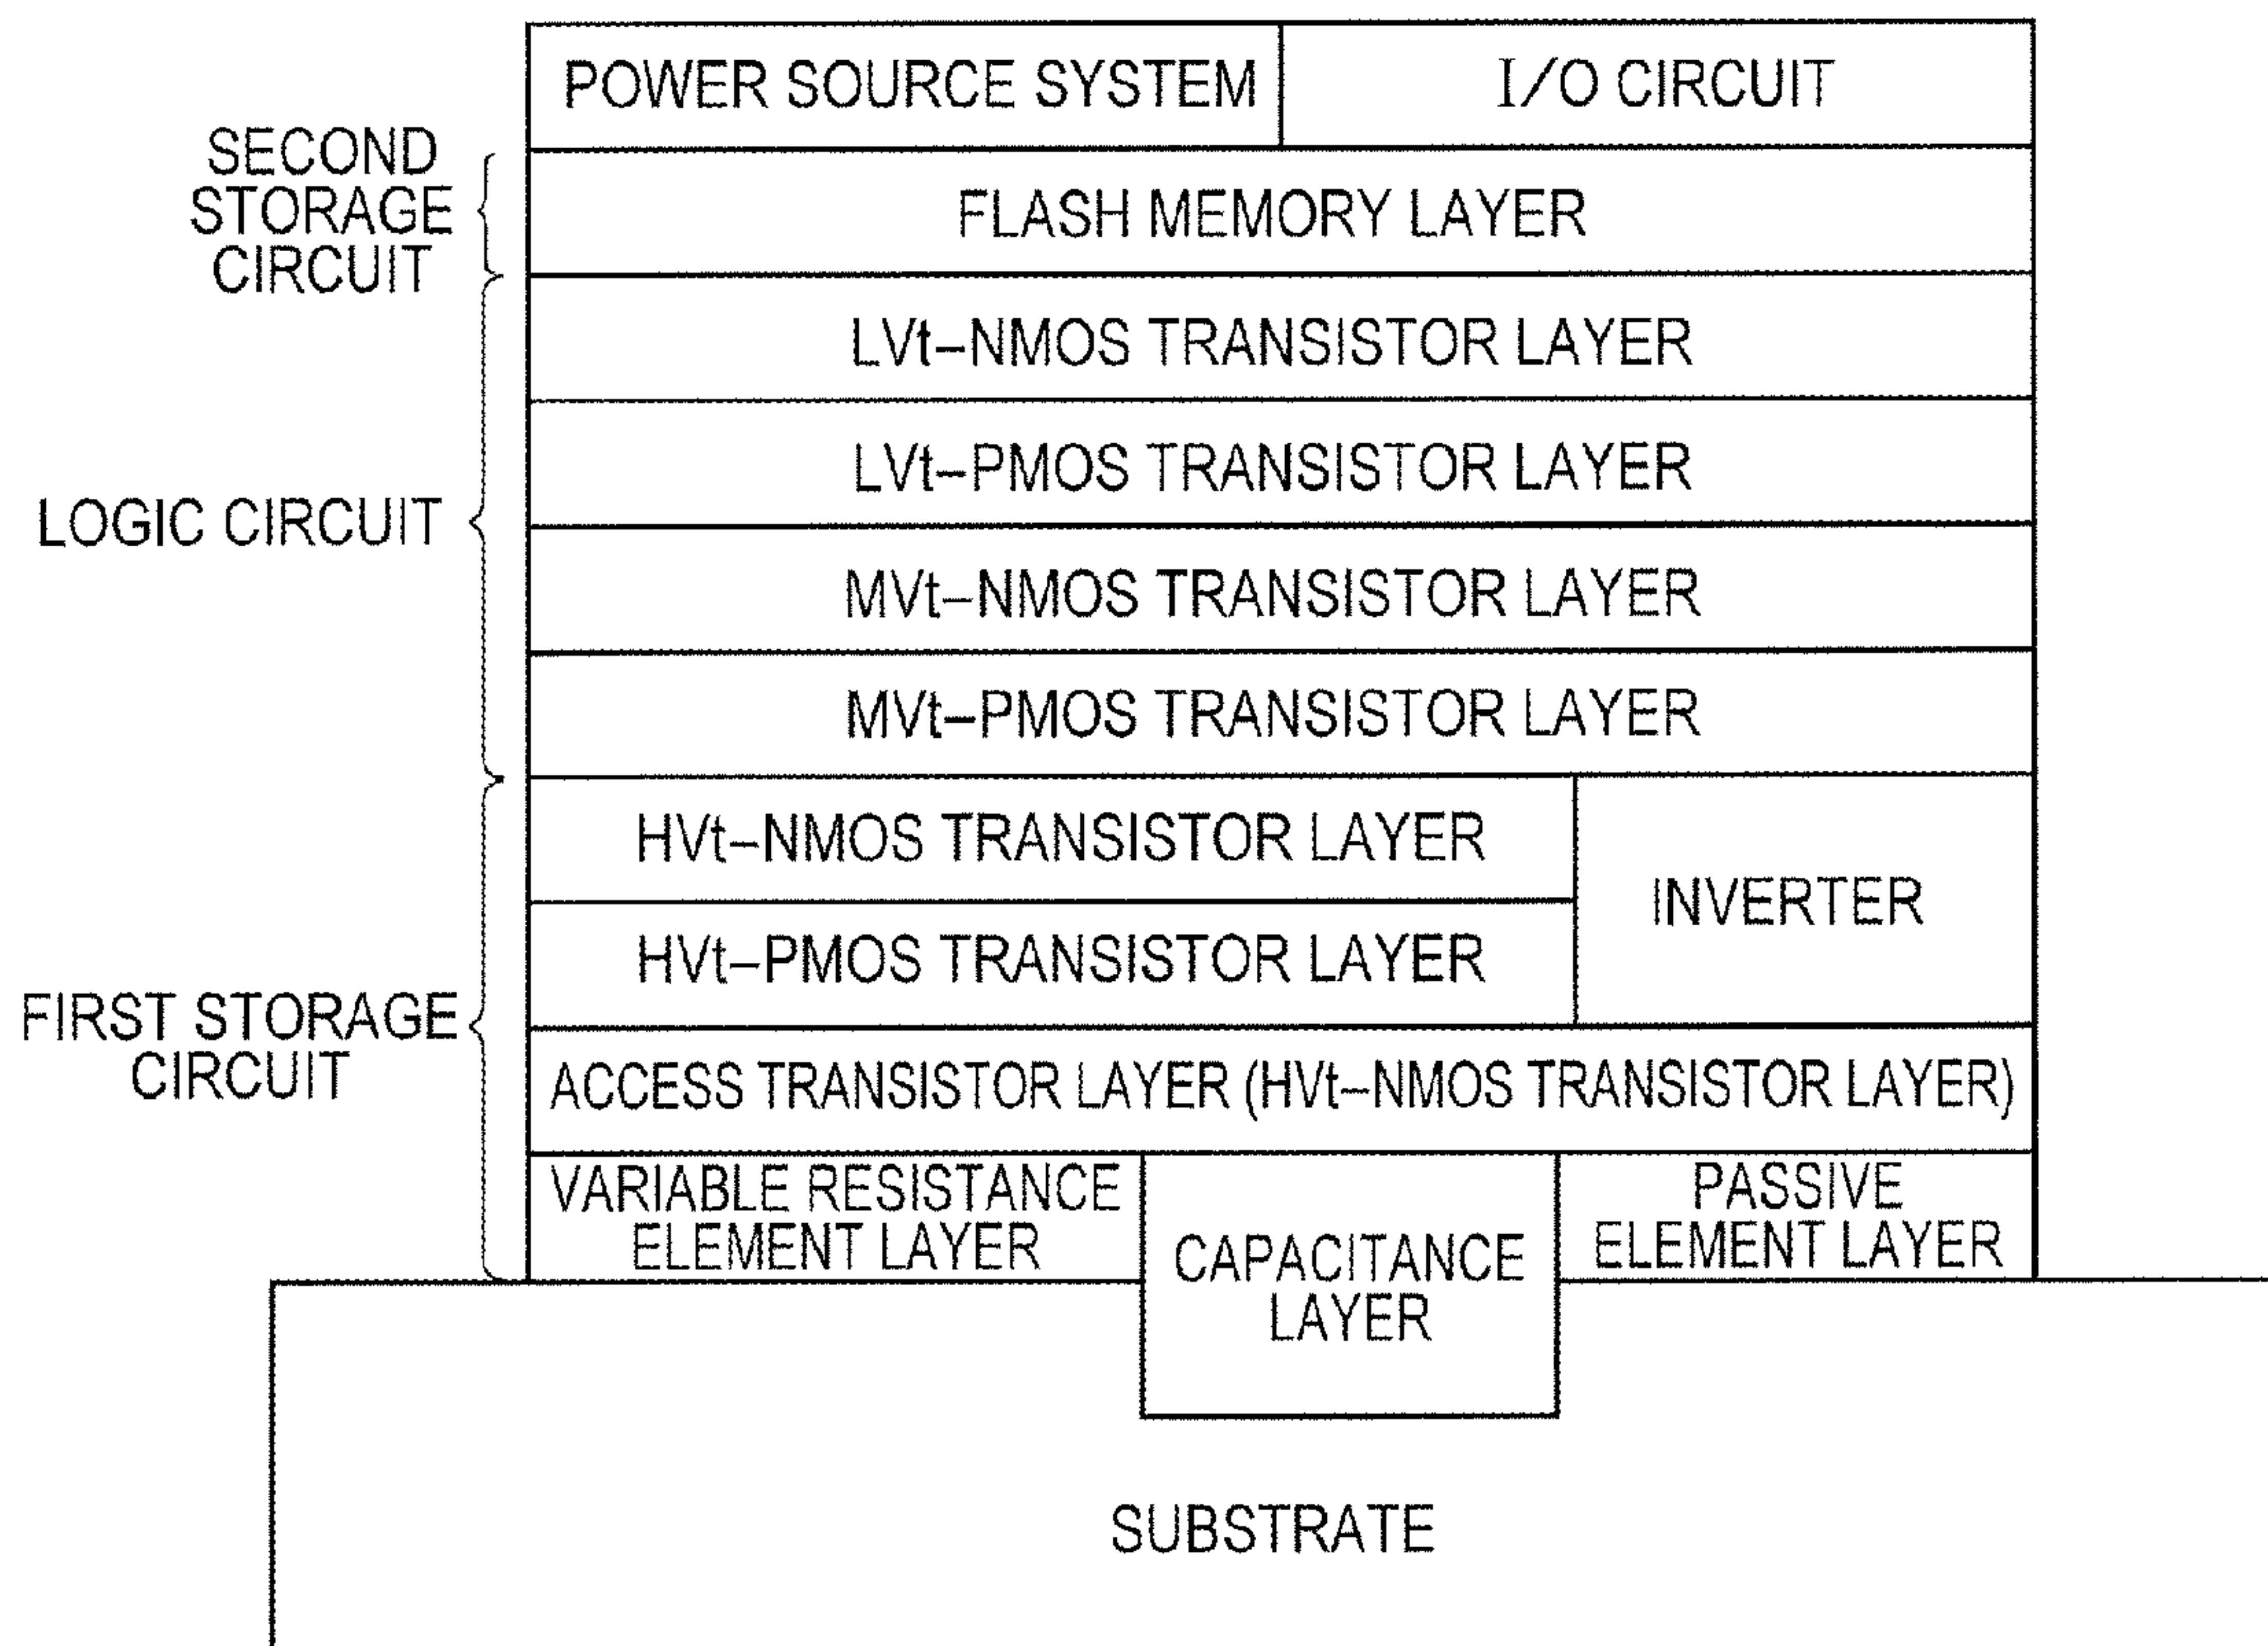 POWER SOURCE SYSTEM
I/O CIRCUIT
SECOND
STORAGE
CIRCUIT
FLASH MEMORY LAYER
LVt-NMOS TRANSISTOR LAYER
LVt-PMOS TRANSISTOR LAYER
LOGIC CIRCUIT
MVt-NMOS TRANSISTOR LAYER
MVt-PMOS TRANSISTOR LAYER
HVt-NMOS TRANSISTOR LAYER
INVERTER
HVt-PMOS TRANSISTOR LAYER
FIRST STORAGE
CIRCUIT
ACCESS TRANSISTOR LAYER (HVt-NMOS TRANSISTOR LAYER)
VARIABLE RESISTANCE
ELEMENT LAYER
CAPACITANCE
LAYER
PASSIVE
ELEMENT LAYER
SUBSTRATE